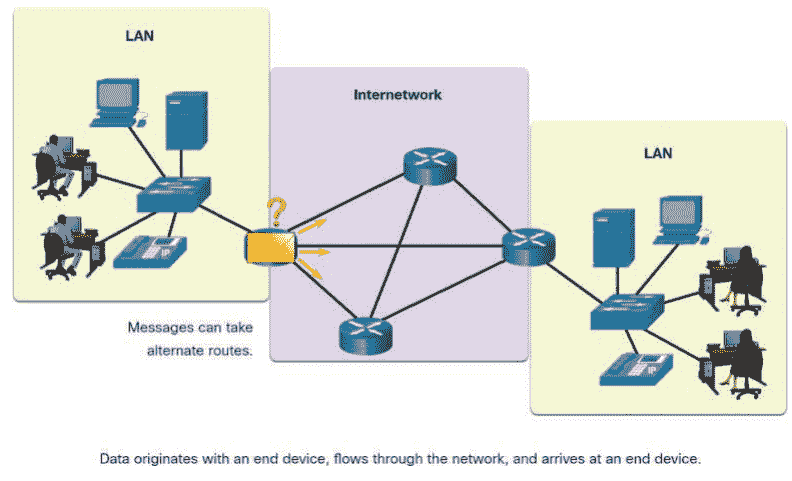 LAN
Internetwork
LAN
?
Messages can take
alternate routes.
Data originates with an end device, flows through the network, and arrives at an end device.